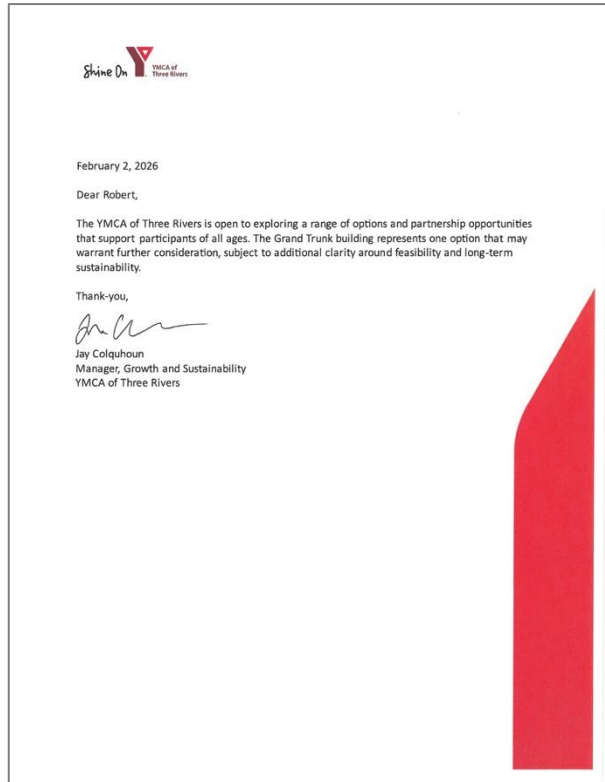 Shine On
YMCA of
Three Rivers
February 2, 2026
Dear Robert,
The YMCA of Three Rivers is open to exploring a range of options and partnership opportunities
that support participants of all ages. The Grand Trunk building represents one option that may
warrant further consideration, subject to additional clarity around feasibility and long-term
sustainability.
Thank-you,
Jay Colquhoun
Manager, Growth and Sustainability
YMCA of Three Rivers